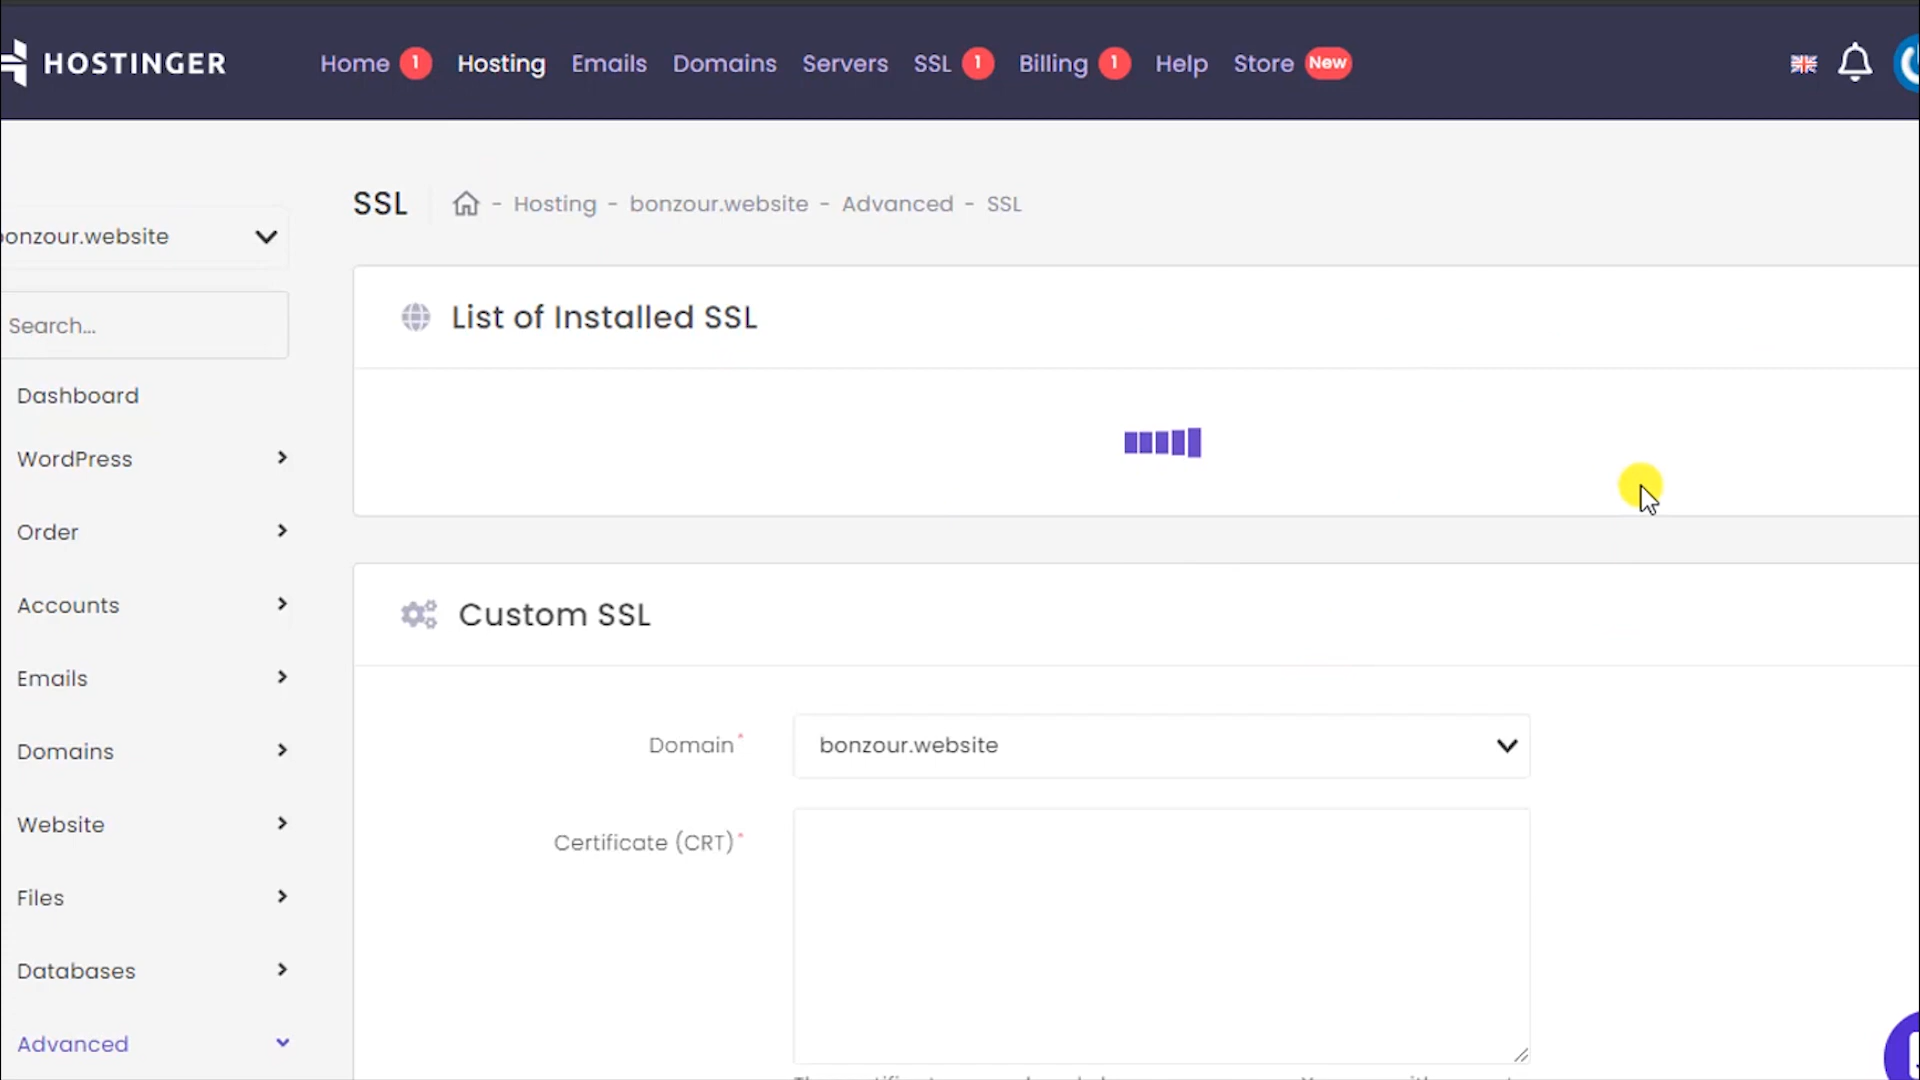 HOSTINGER
Home 1 Hosting Emails Domains Servers SSL 1 Billing 1 Help Store New
SSL - Hosting - bonzour.website - Advanced - SSL
onzour.website
Search...
List of Installed SSL
Dashboard
WordPress
Order
Accounts
Custom SSL
Emails
Domain* bonzour.website
Domains
Website
Certificate (CRT)*
Files
Databases
Advanced